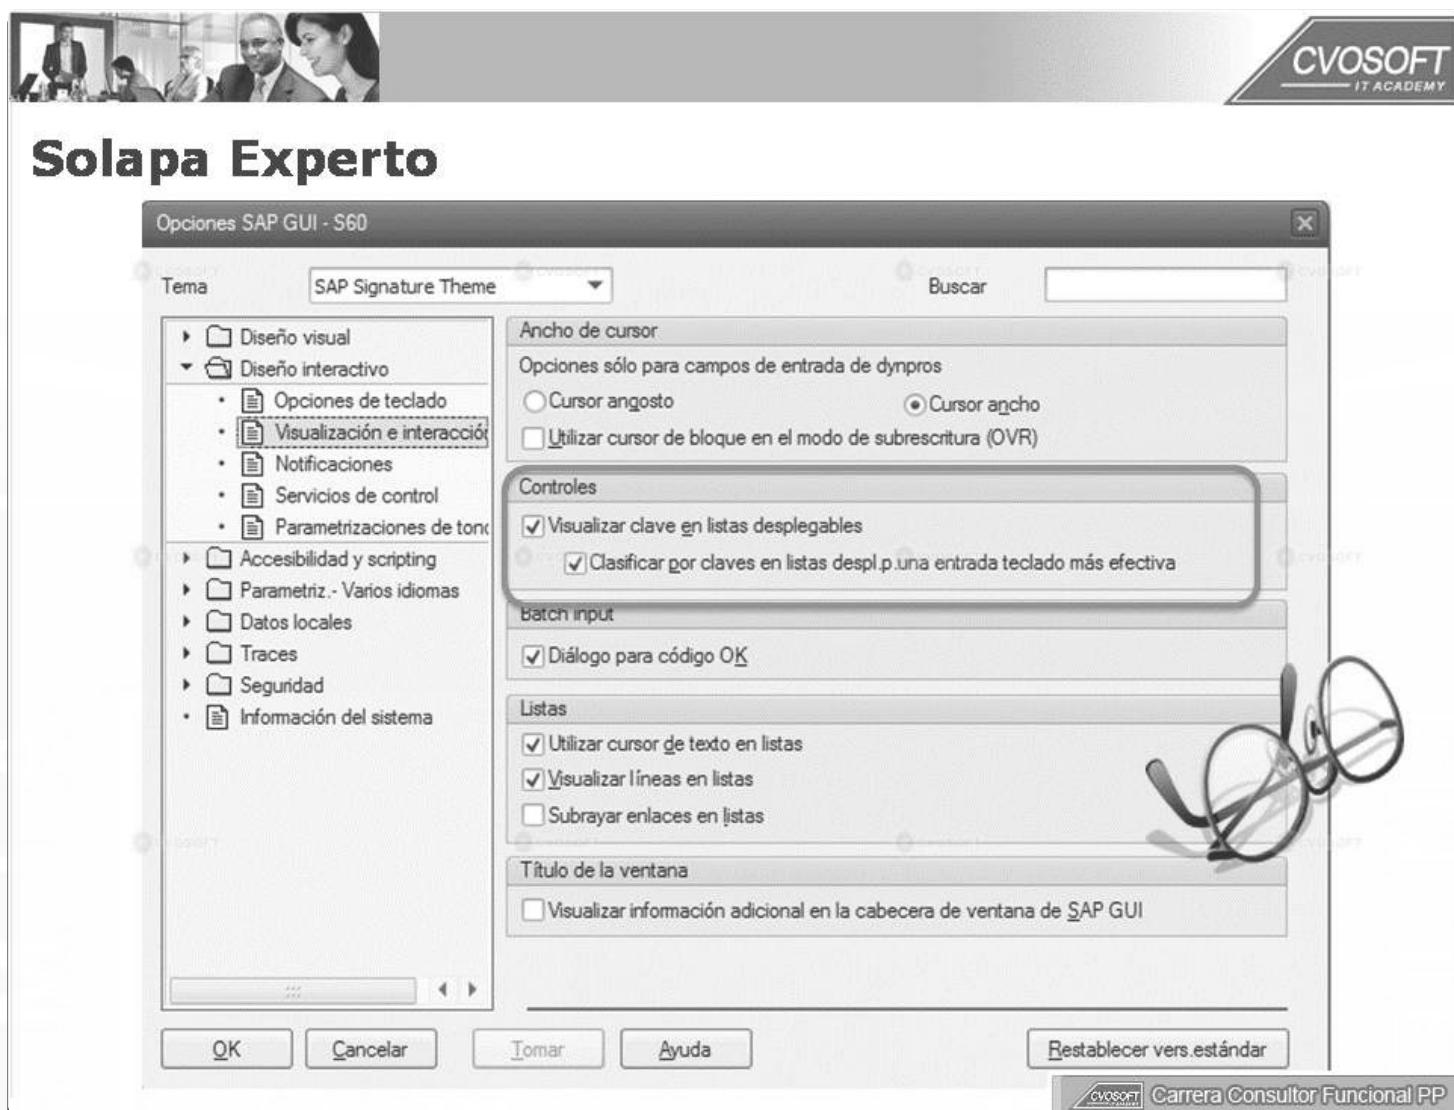 CVOSOFT
IT ACADEMY
Solapa Experto
Opciones SAP GUI - S60
Tema
SAP Signature Theme
Buscar
Diseño visual
Diseño interactivo
Opciones de teclado
Visualización e interacción
Notificaciones
Servicios de control
Parametrizaciones de tono
Accesibilidad y scripting
Parametriz.- Varios idiomas
Datos locales
Traces
Seguridad
Información del sistema
Ancho de cursor
Opciones sólo para campos de entrada de dynpros
Cursor angosto
Cursor ancho
Utilizar cursor de bloque en el modo de subrescritura (OVR)
Controles
Visualizar clave en listas desplegables
Clasificar por claves en listas despl.p.una entrada teclado más efectiva
Batch input
Diálogo para código OK
Listas
Utilizar cursor de texto en listas
Visualizar líneas en listas
Subrayar enlaces en listas
Título de la ventana
Visualizar información adicional en la cabecera de ventana de SAP GUI
OK
Cancelar
Tomar
Ayuda
Restablecer vers.estándar
CVOSOFT
Carrera Consultor Funcional PP